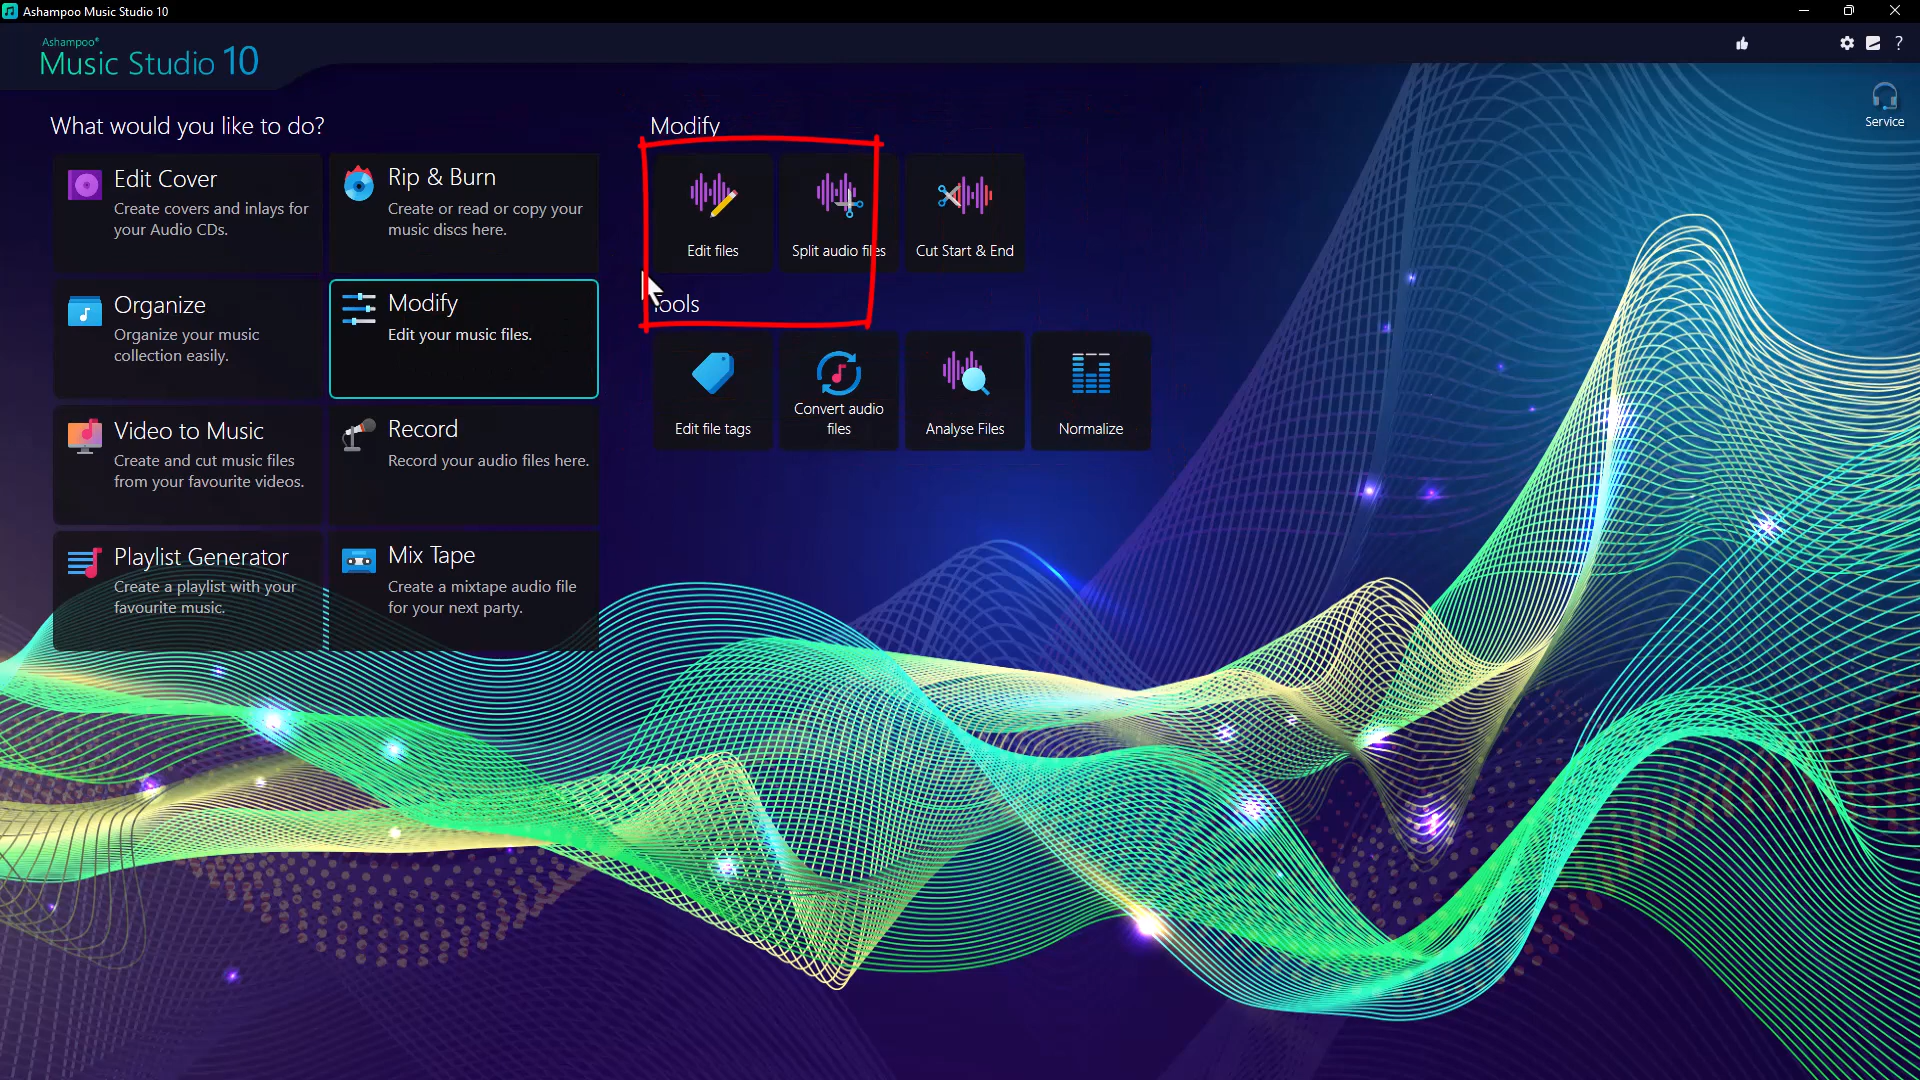 Ashampoo Music Studio 10
Ashampoo®
Music Studio 10
?
Service
What would you like to do?
Edit Cover
Create covers and inlays for
your Audio CDs.
Rip & Burn
Create or read or copy your
music discs here.
Organize
Organize your music
collection easily.
Modify
Edit your music files.
Video to Music
Create and cut music files
from your favourite videos.
Record
Record your audio files here.
Playlist Generator
Create a playlist with your
favourite music.
Mix Tape
Create a mixtape audio file
for your next party.
Modify
Edit files
Split audio files
Cut Start & End
Tools
Edit file tags
Convert audio
files
Analyse Files
Normalize